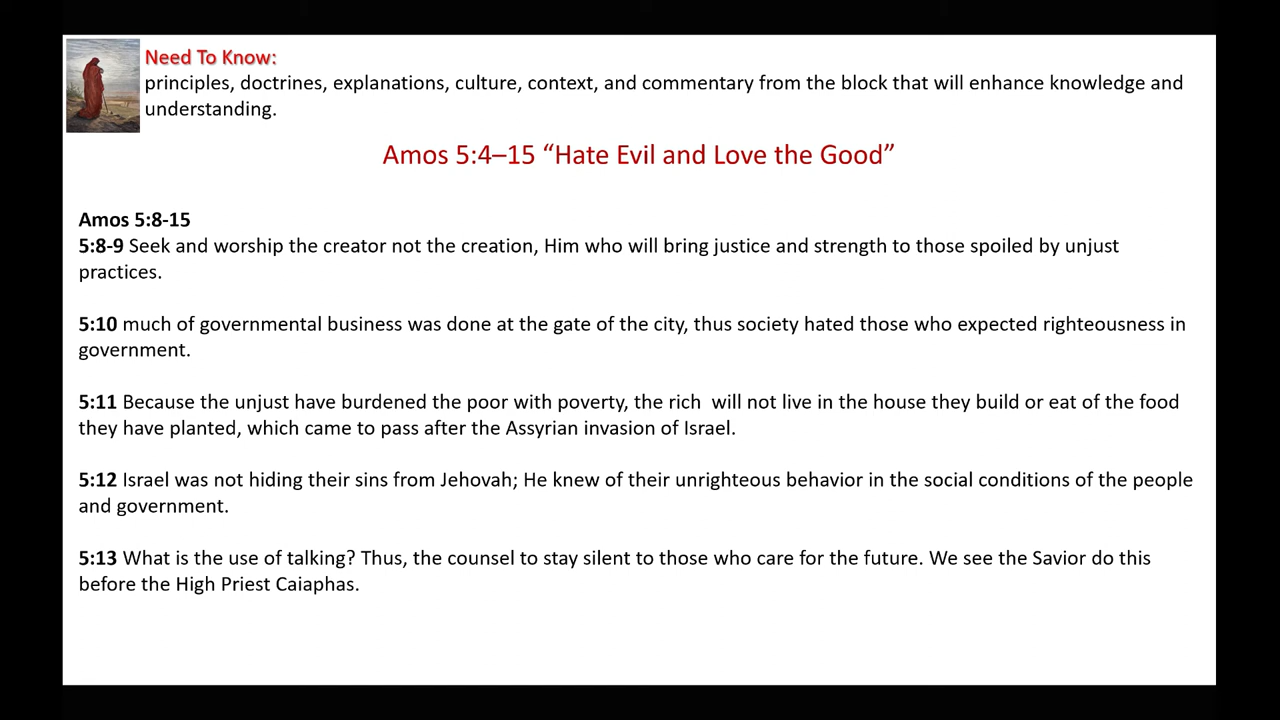 Need To Know:
principles, doctrines, explanations, culture, context, and commentary from the block that will enhance knowledge and
understanding.
Amos 5:4–15 “Hate Evil and Love the Good”
Amos 5:8-15
5:8-9 Seek and worship the creator not the creation, Him who will bring justice and strength to those spoiled by unjust
practices.
5:10 much of governmental business was done at the gate of the city, thus society hated those who expected righteousness in
government.
5:11 Because the unjust have burdened the poor with poverty, the rich  will not live in the house they build or eat of the food
they have planted, which came to pass after the Assyrian invasion of Israel.
5:12 Israel was not hiding their sins from Jehovah; He knew of their unrighteous behavior in the social conditions of the people
and government.
5:13 What is the use of talking? Thus, the counsel to stay silent to those who care for the future. We see the Savior do this
before the High Priest Caiaphas.